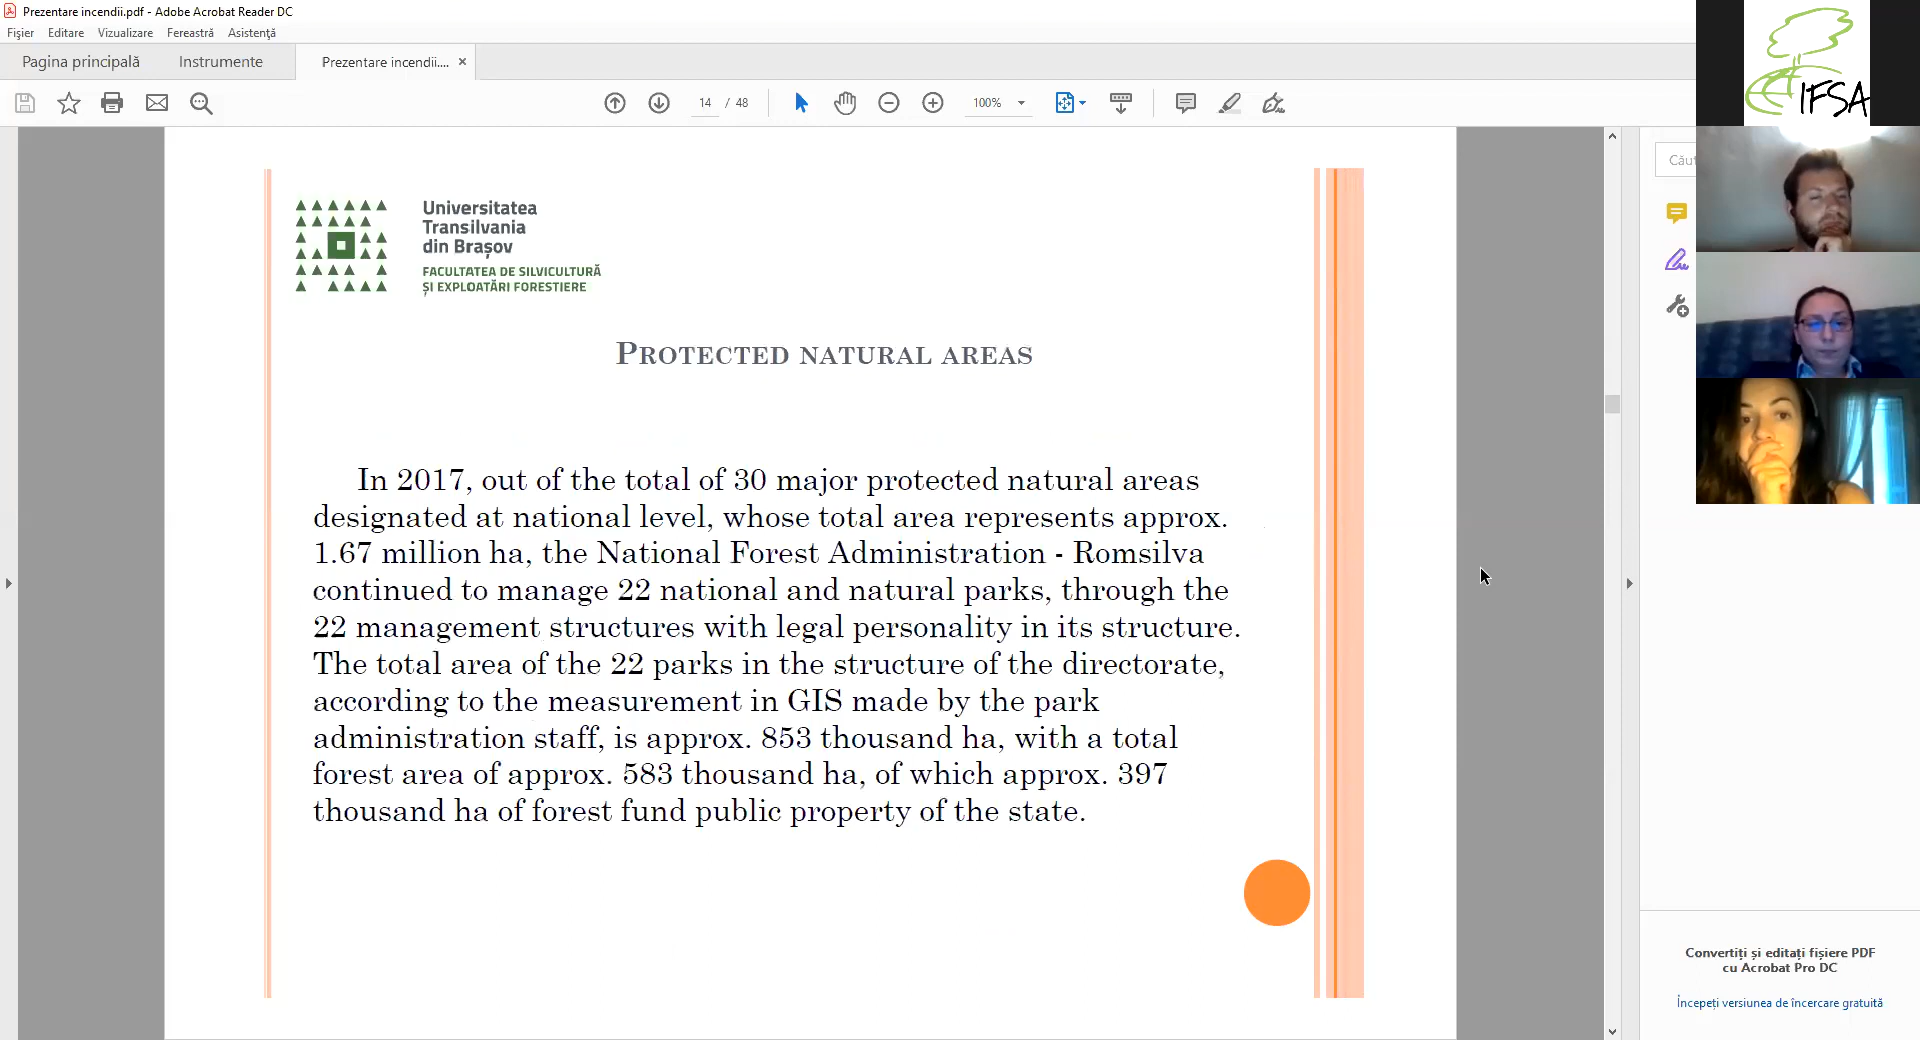 Prezentare incendii.pdf - Adobe Acrobat Reader DC
Fișier Editare Vizualizare Fereastră Asistență
Pagina principală Instrumente Prezentare incendii....
14 / 48 100%
IFSA
Universitatea
Transilvania
din Brașov
FACULTATEA DE SILVICULTURĂ
ȘI EXPLOATĂRI FORESTIERE
PROTECTED NATURAL AREAS
In 2017, out of the total of 30 major protected natural areas
designated at national level, whose total area represents approx.
1.67 million ha, the National Forest Administration - Romsilva
continued to manage 22 national and natural parks, through the
22 management structures with legal personality in its structure.
The total area of the 22 parks in the structure of the directorate,
according to the measurement in GIS made by the park
administration staff, is approx. 853 thousand ha, with a total
forest area of approx. 583 thousand ha, of which approx. 397
thousand ha of forest fund public property of the state.
Căut
Convertiți și editați fișiere PDF
cu Acrobat Pro DC
Începeți versiunea de încercare gratuită